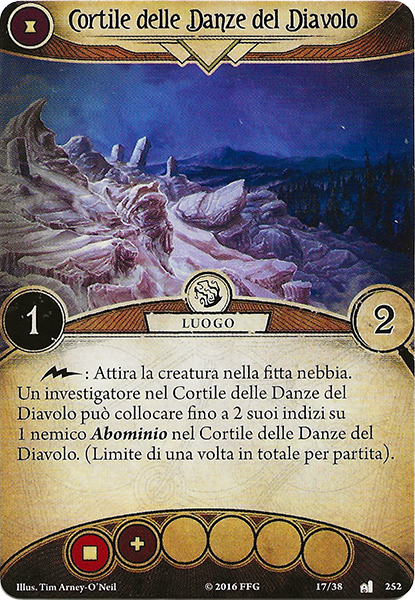 Cortile delle Danze del Diavolo
1
LUOGO
2
: Attira la creatura nella fitta nebbia.
Un investigatore nel Cortile delle Danze del
Diavolo può collocare fino a 2 suoi indizi su
1 nemico Abominio nel Cortile delle Danze del
Diavolo. (Limite di una volta in totale per partita).
Illus. Tim Arney-O'Neil
© 2016 FFG
17/38
252